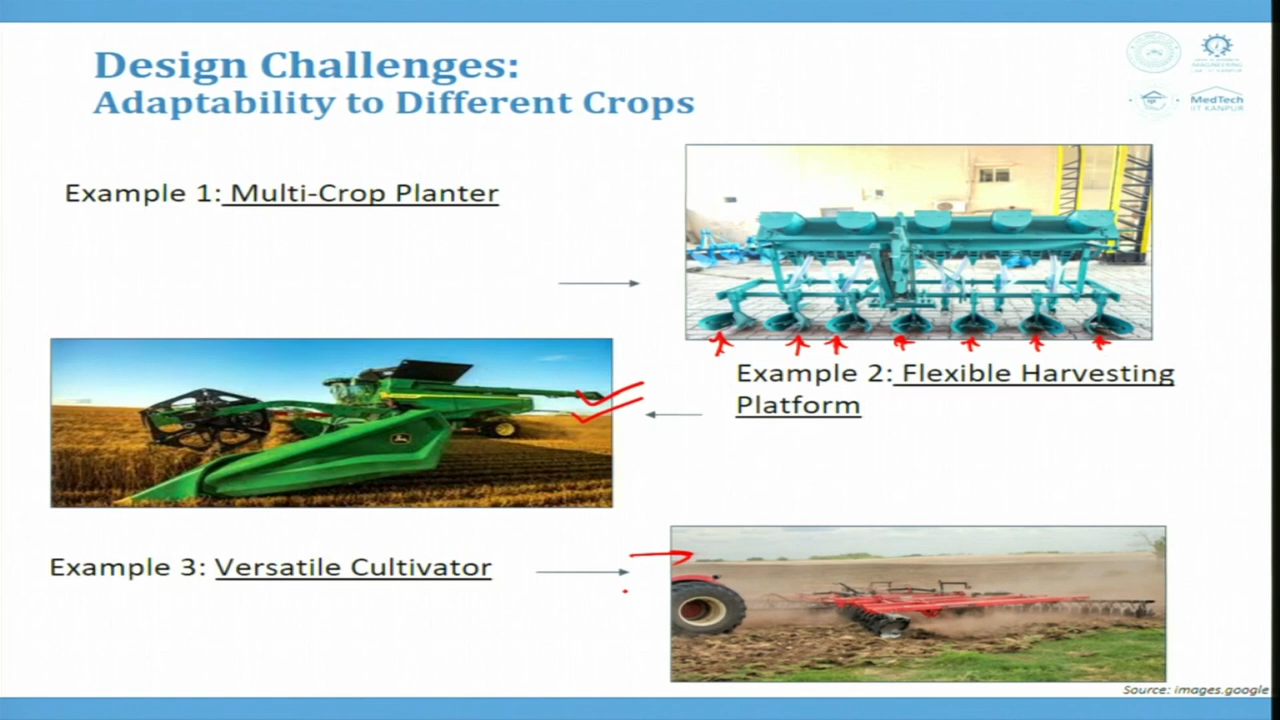 Design Challenges:
Adaptability to Different Crops
Example 1: Multi-Crop Planter
Example 2: Flexible Harvesting
Platform
Example 3: Versatile Cultivator
MedTech
IIT KANPUR
Source: images.google